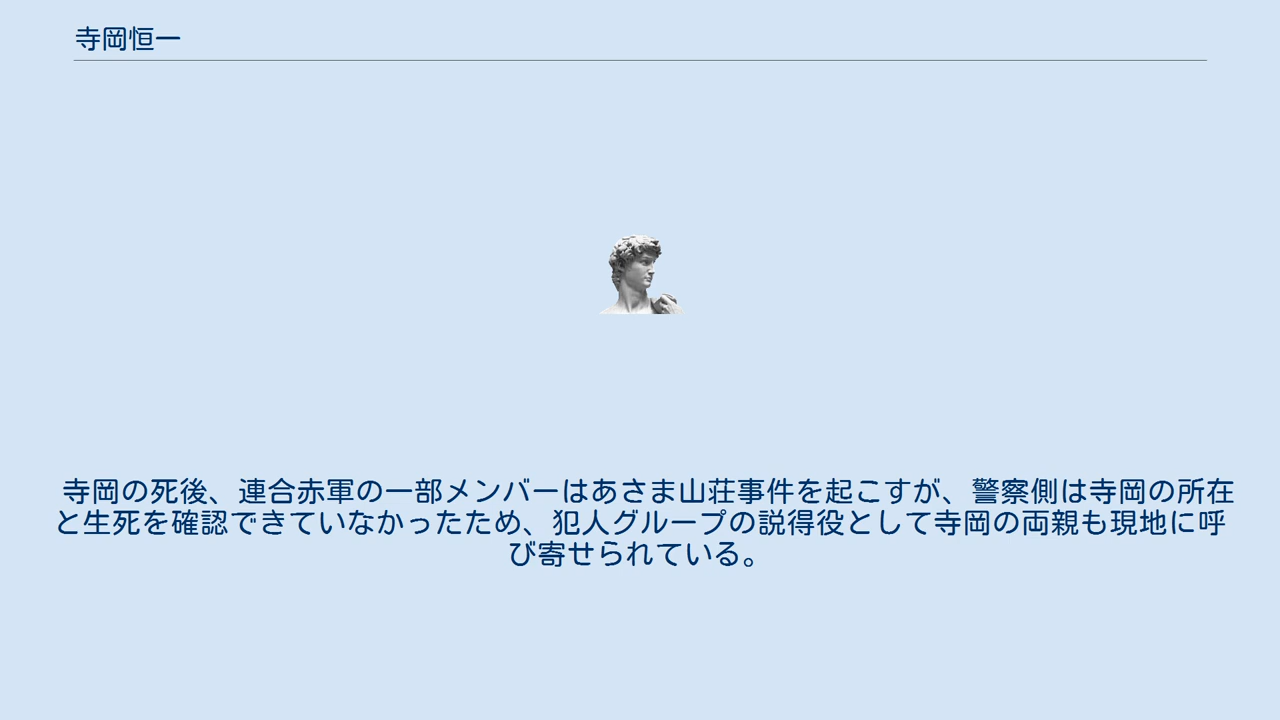 寺岡恒一
寺岡の死後、連合赤軍の一部メンバーはあさま山荘事件を起こすが、警察側は寺岡の所在
と生死を確認できていなかったため、犯人グループの説得役として寺岡の両親も現地に呼
び寄せられている。